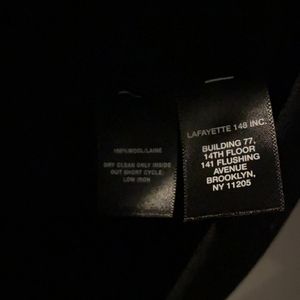 100% WOOL/LAINE
DRY CLEAN ONLY INSIDE
OUT SHORT CYCLE;
LOW IRON
LAFAYETTE 148 INC.
BUILDING 77,
14TH FLOOR
141 FLUSHING
AVENUE
BROOKLYN,
NY 11205